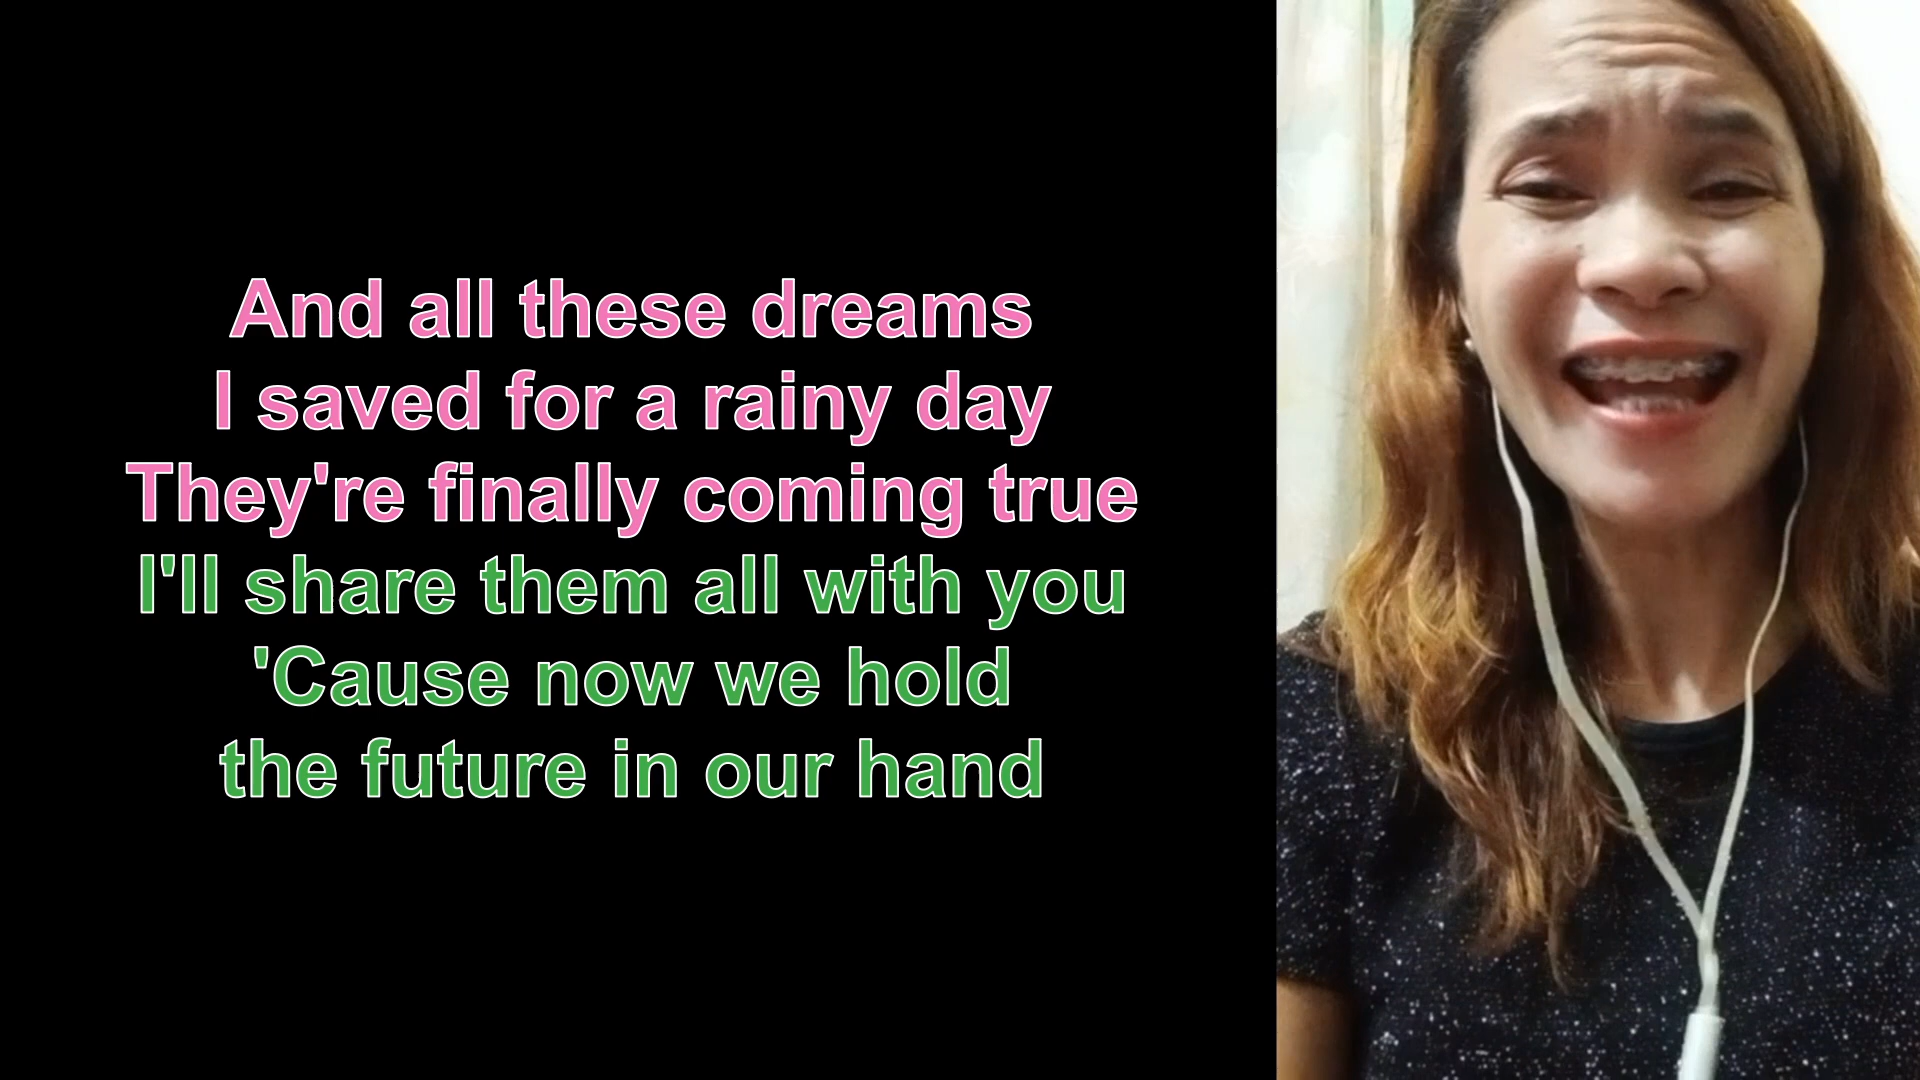 And all these dreams
I saved for a rainy day
They're finally coming true
I'll share them all with you
'Cause now we hold
the future in our hand